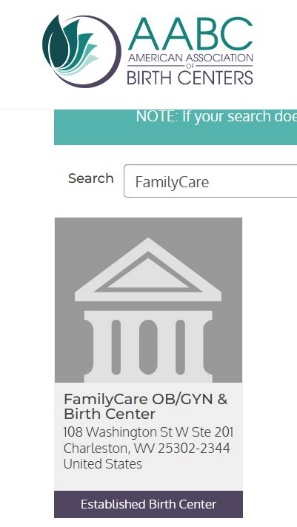 AABC
AMERICAN ASSOCIATION
OF
BIRTH CENTERS
NOTE: If your search doe
Search
FamilyCare
FamilyCare OB/GYN &
Birth Center
108 Washington St W Ste 201
Charleston, WV 25302-2344
United States
Established Birth Center